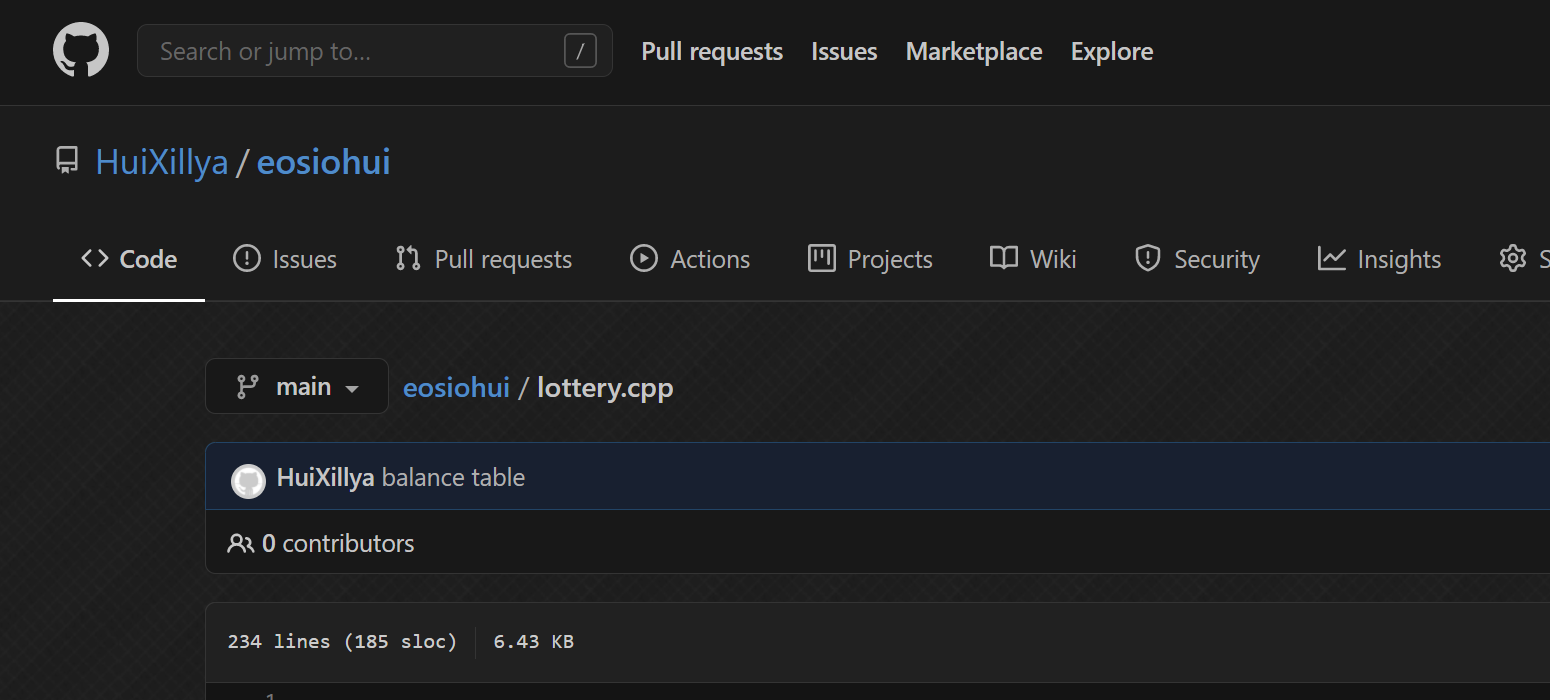 Search or jump to... / Pull requests Issues Marketplace Explore
HuiXillya / eosiohui
Code Issues Pull requests Actions Projects Wiki Security Insights S
main eosiohui / lottery.cpp
HuiXillya balance table
0 contributors
234 lines (185 sloc) 6.43 KB
1